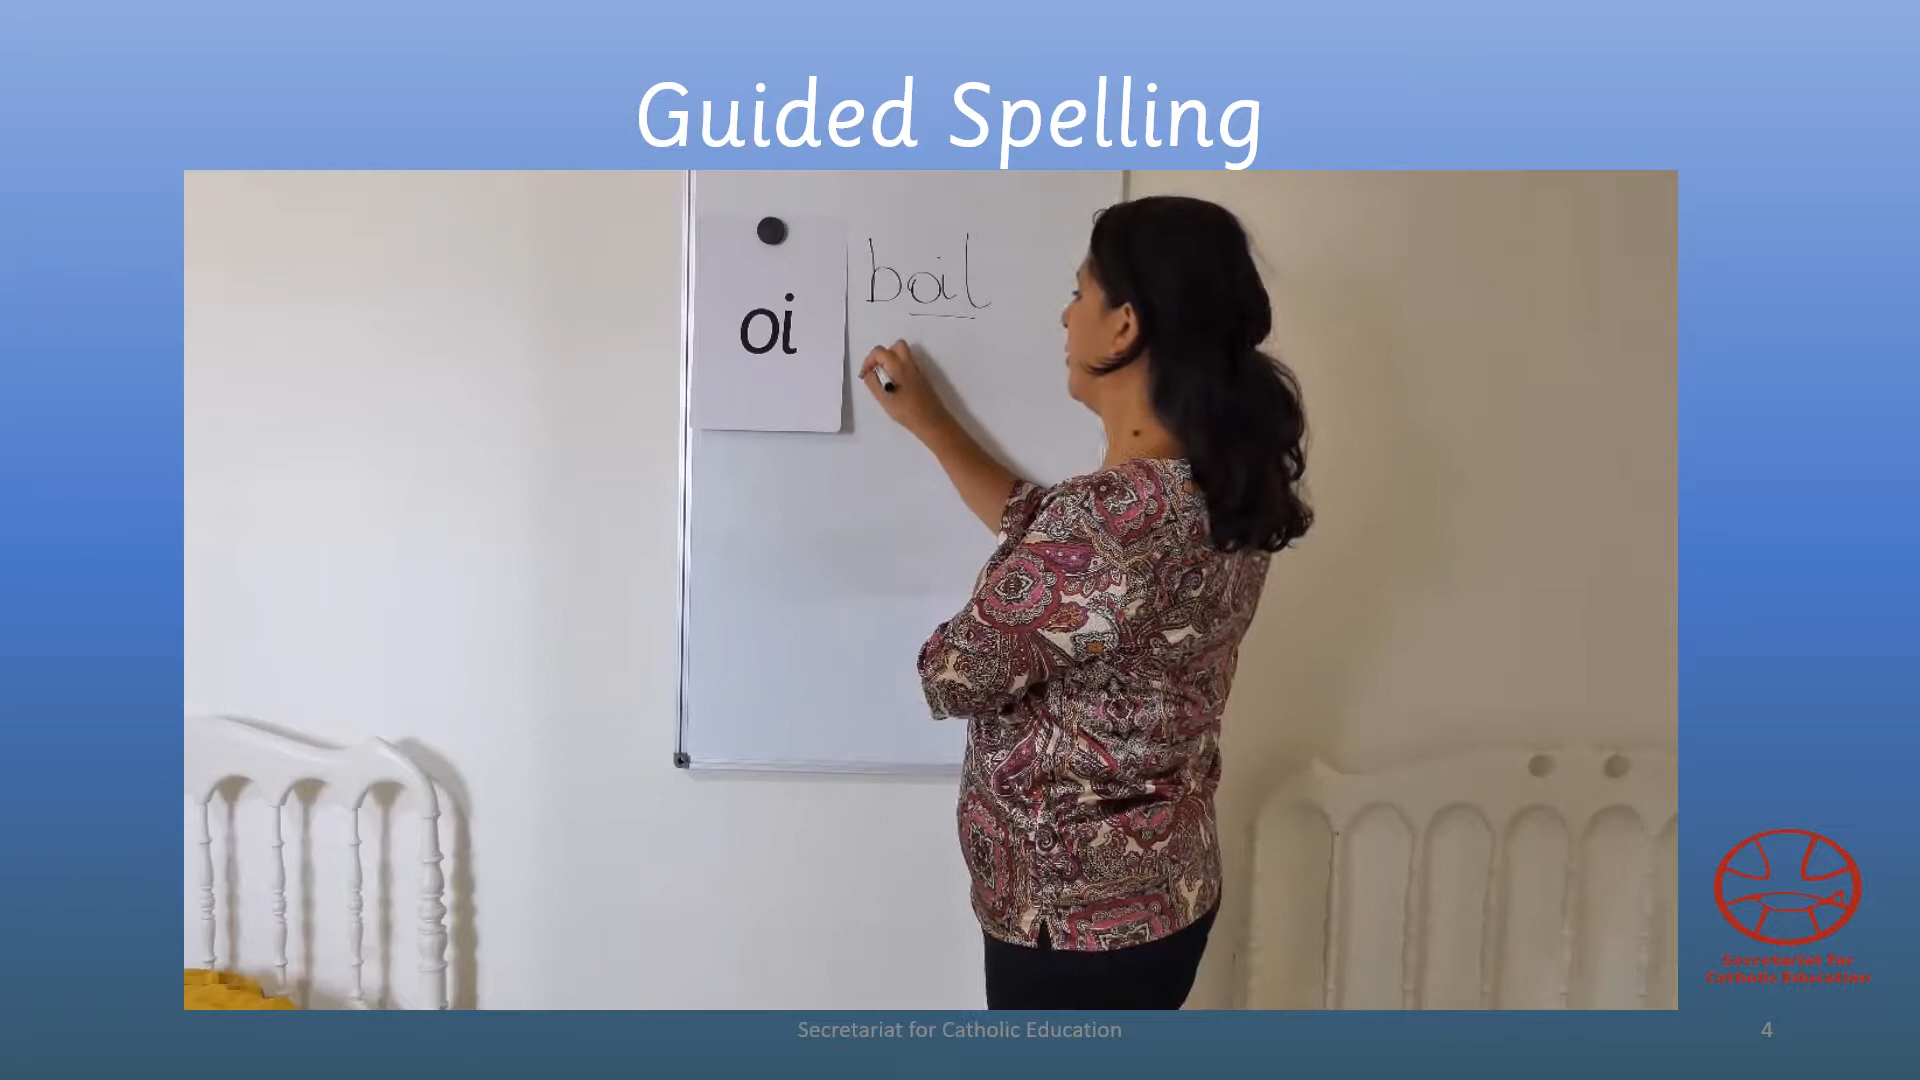 Guided Spelling
oi
boil
Secretariat for
Catholic Education
Secretariat for Catholic Education
4